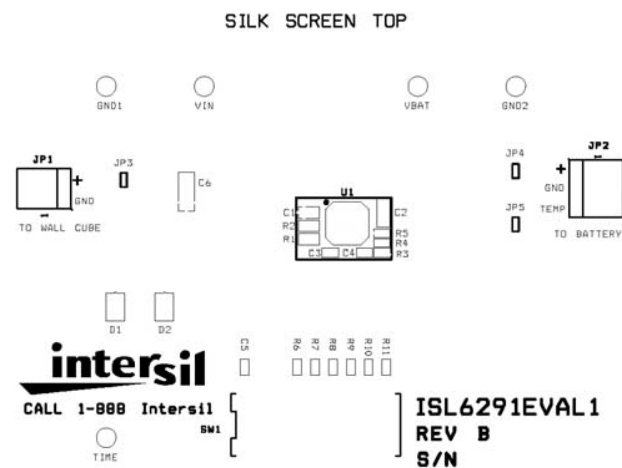 SILK SCREEN TOP
GND1 VIN VBAT GND2
JP1 JP3 C6 JP4 JP2
+ GND
+ GND
1
U1
TEMP
JP5
C1 C2
R2 R5
R1 R4
C3 C4 R3
1
TO WALL CUBE
TO BATTERY
D1 D2
C5 R6 R7 R8 R9 R10 R11
intersil
CALL 1-888 Intersil
SW1
ISL6291EVAL1
REV B
S/N
TIME